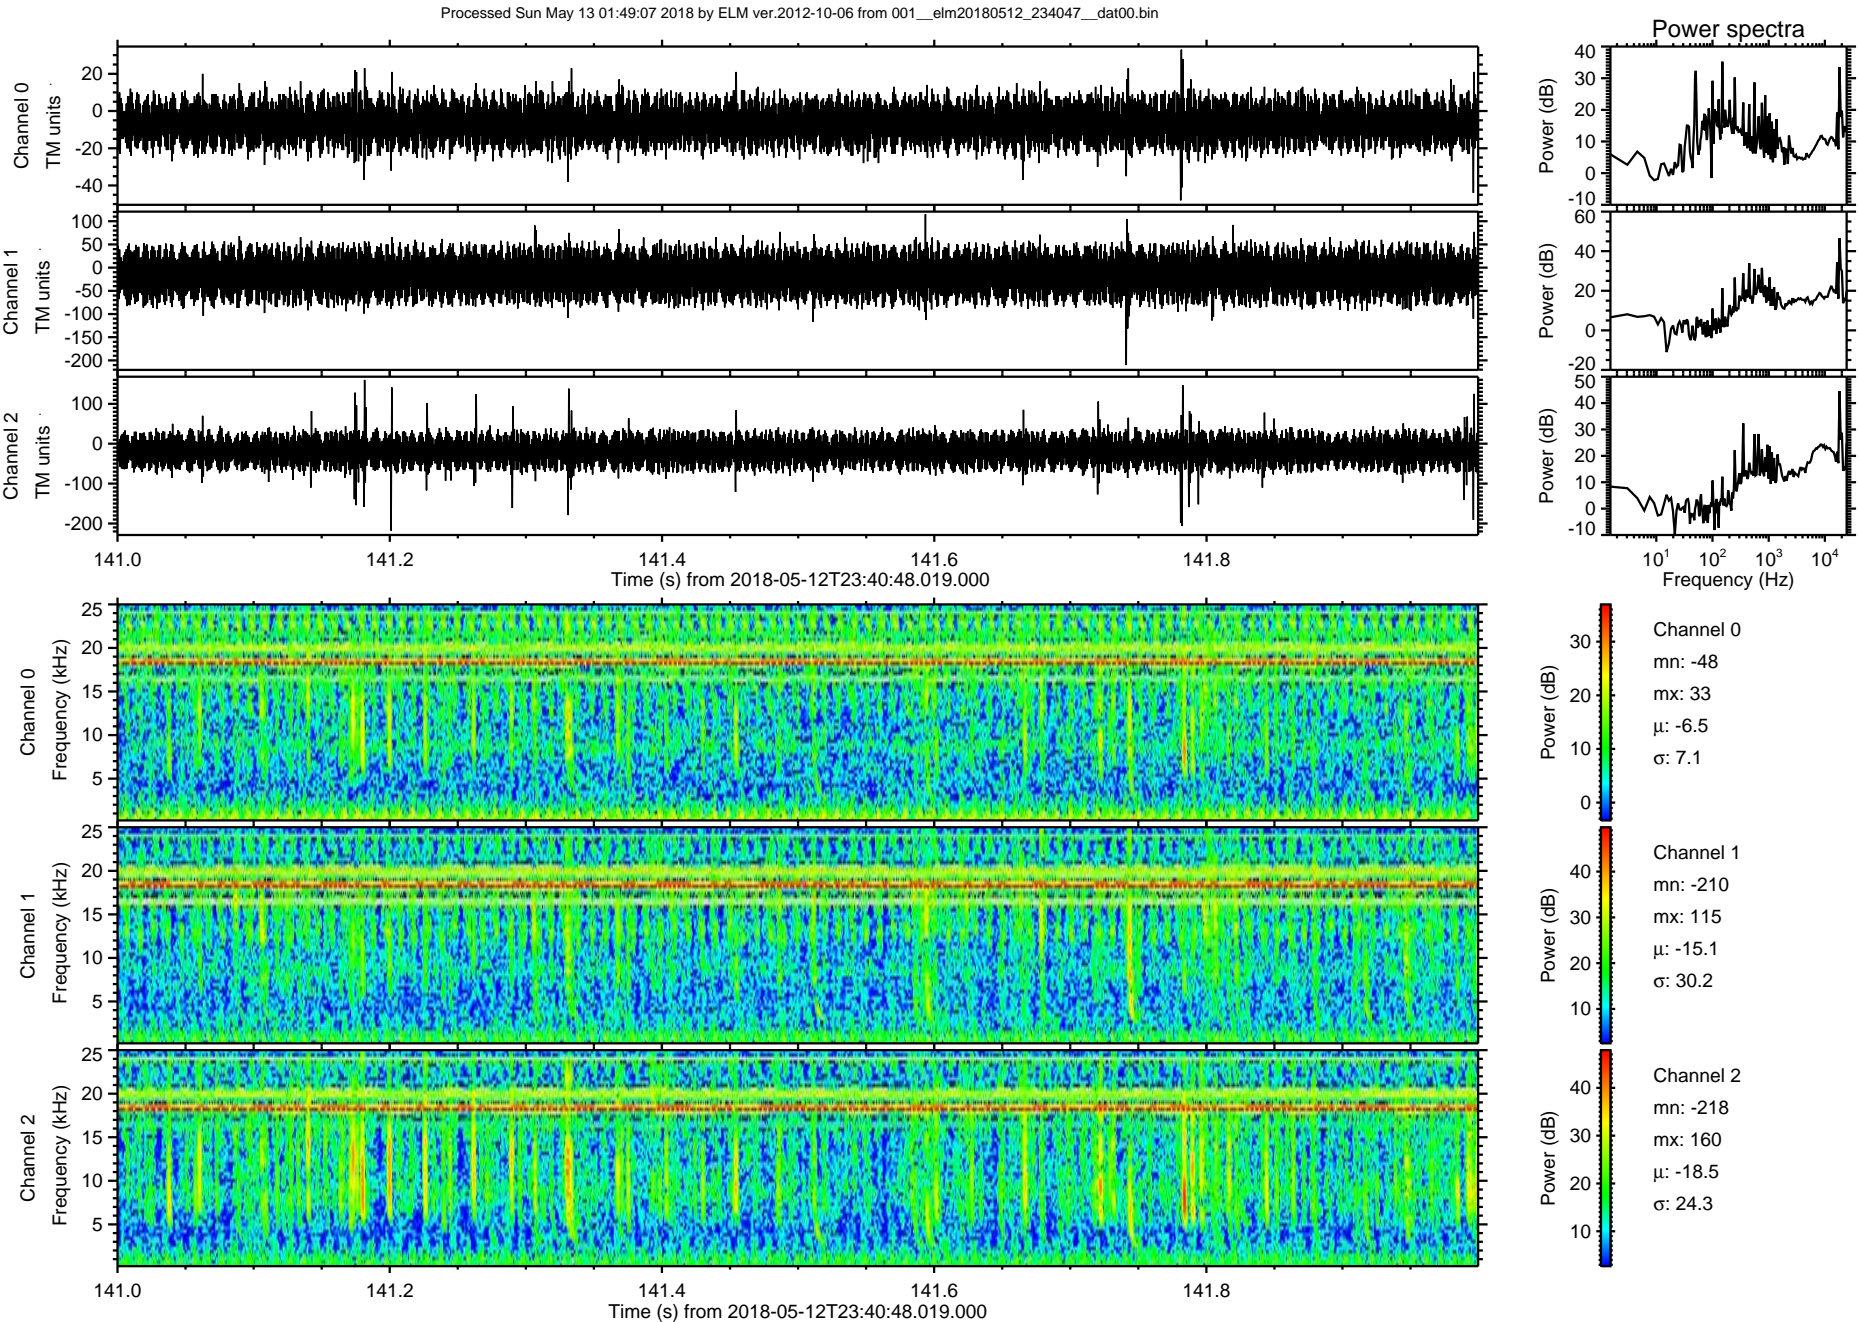 Processed Sun May 13 01:49:07 2018 by ELM ver.2012-10-06 from 001__elm20180512_234047__dat00.bin
Power spectra
Channel 0
TM units
20
0
-20
-40
Power (dB)
40
30
20
10
0
-10
Channel 1
TM units
100
50
0
-50
-100
-150
-200
Power (dB)
60
40
20
0
-20
Channel 2
TM units
100
0
-100
-200
Power (dB)
50
40
30
20
10
0
-10
141.0 141.2 141.4 141.6 141.8
Time (s) from 2018-05-12T23:40:48.019.000
10^1 10^2 10^3 10^4
Frequency (Hz)
Channel 0
Frequency (kHz)
25
20
15
10
5
Power (dB)
30
20
10
0
Channel 0
mn: -48
mx: 33
µ: -6.5
σ: 7.1
Channel 1
Frequency (kHz)
25
20
15
10
5
Power (dB)
40
30
20
10
Channel 1
mn: -210
mx: 115
µ: -15.1
σ: 30.2
Channel 2
Frequency (kHz)
25
20
15
10
5
Power (dB)
40
30
20
10
Channel 2
mn: -218
mx: 160
µ: -18.5
σ: 24.3
141.0 141.2 141.4 141.6 141.8
Time (s) from 2018-05-12T23:40:48.019.000